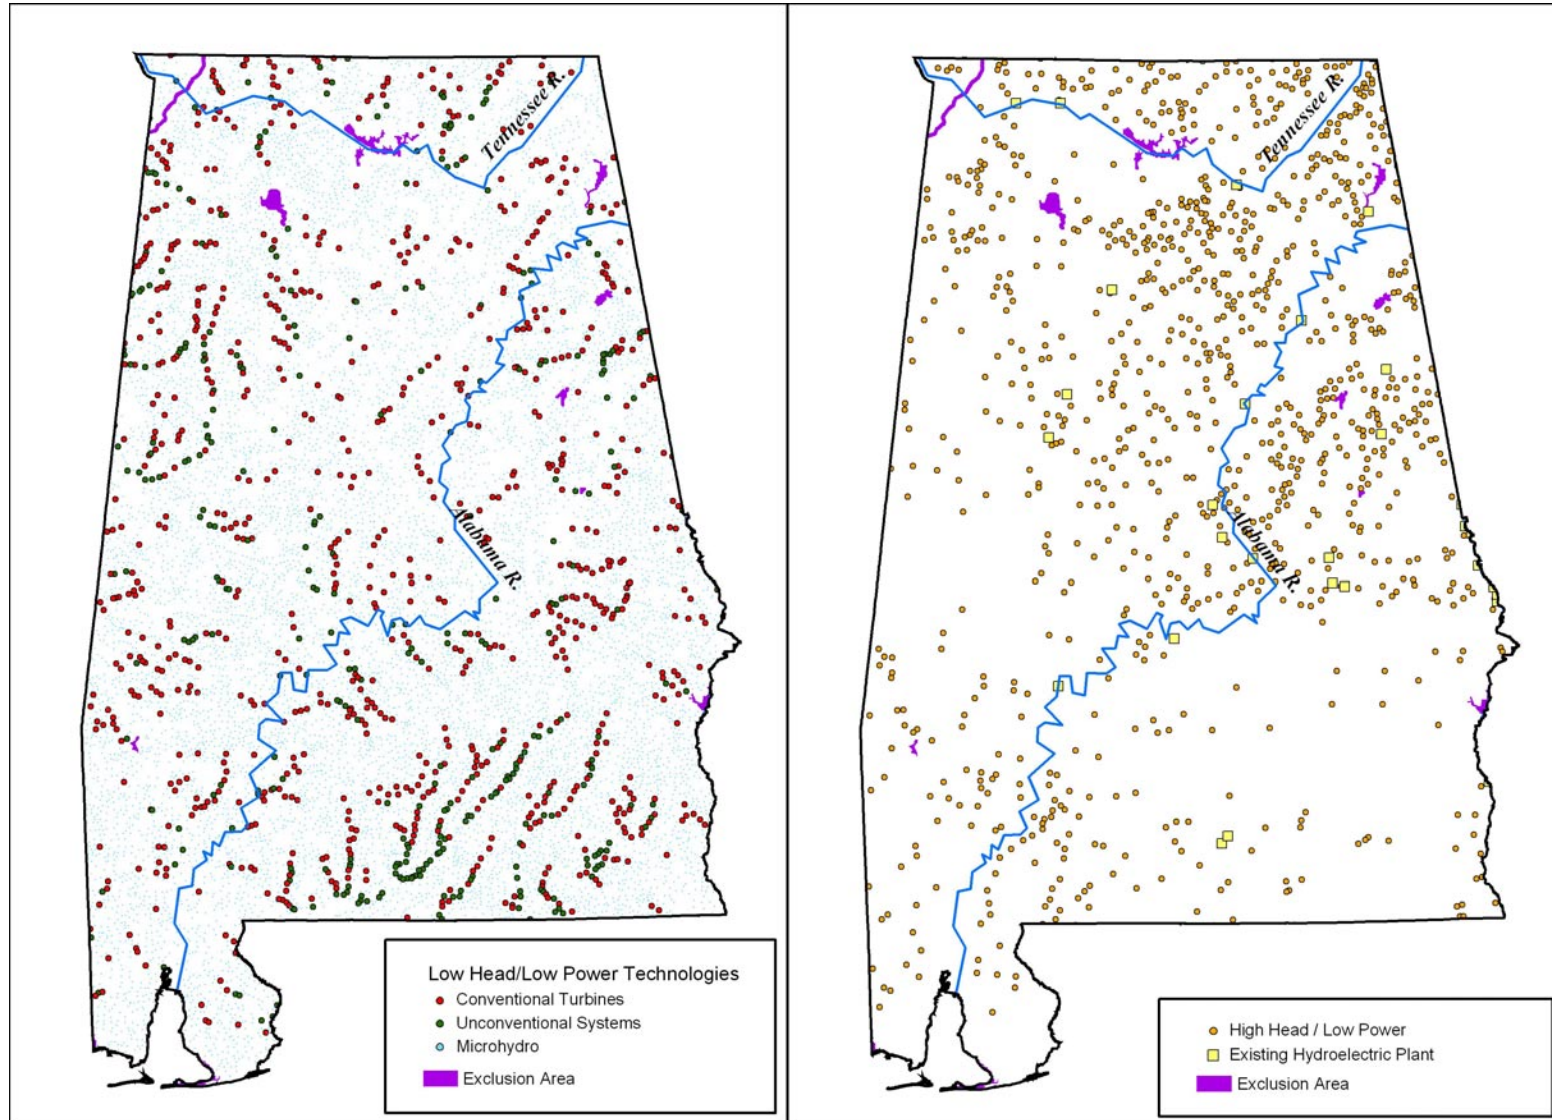 Tennessee R.
Alabama R.
Low Head/Low Power Technologies
Conventional Turbines
Unconventional Systems
Microhydro
Exclusion Area
Tennessee R.
Alabama R.
High Head / Low Power
Existing Hydroelectric Plant
Exclusion Area